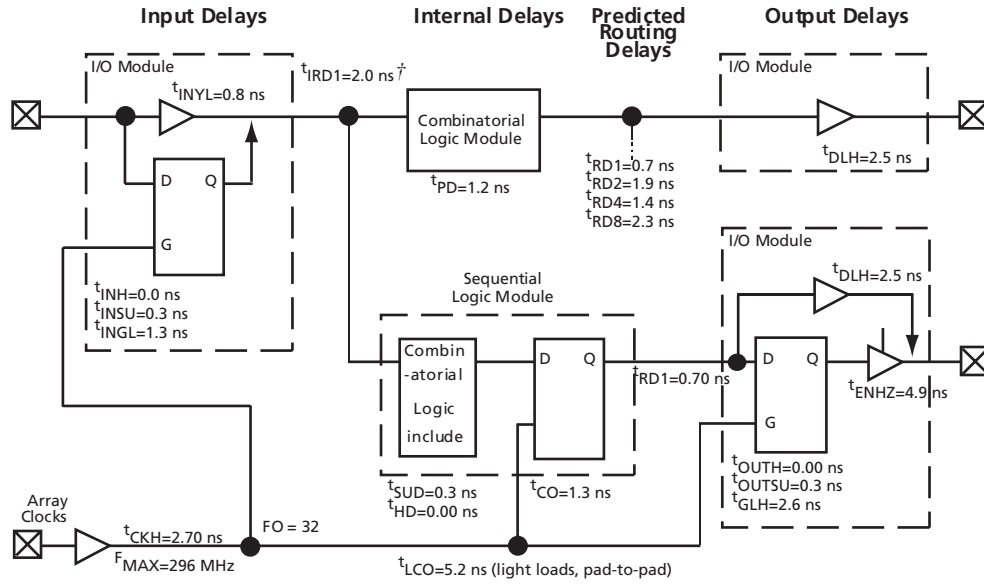 Input Delays
Internal Delays
Predicted
Routing
Delays
Output Delays
I/O Module
tINYL=0.8 ns
tIRD1=2.0 ns†
Combinatorial
Logic Module
tPD=1.2 ns
tRD1=0.7 ns
tRD2=1.9 ns
tRD4=1.4 ns
tRD8=2.3 ns
I/O Module
tDLH=2.5 ns
D Q
G
tINH=0.0 ns
tINSU=0.3 ns
tINGL=1.3 ns
Sequential
Logic Module
Combin
-atorial
Logic
include
D Q
tRD1=0.70 ns
tSUD=0.3 ns
tHD=0.00 ns
tCO=1.3 ns
I/O Module
tDLH=2.5 ns
D Q
G
tENHZ=4.9 ns
tOUTH=0.00 ns
tOUTSU=0.3 ns
tGLH=2.6 ns
Array
Clocks
tCKH=2.70 ns
FMAX=296 MHz
FO = 32
tLCO=5.2 ns (light loads, pad-to-pad)